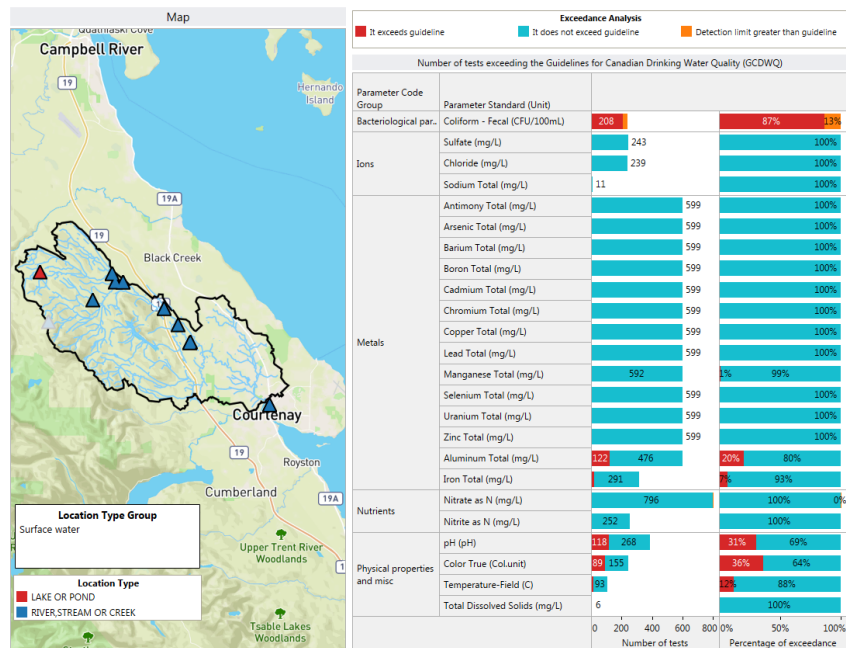 Map
Quathiaski Cove
Campbell River
19
Hernando
Island
19A
19
Black Creek
Courtenay
19
Royston
Cumberland
19A
Upper Trent River
Woodlands
Tsable Lakes
Woodlands
Location Type Group
Surface water
Location Type
LAKE OR POND
RIVER,STREAM OR CREEK
Exceedance Analysis
It exceeds guideline
It does not exceed guideline
Detection limit greater than guideline
Number of tests exceeding the Guidelines for Canadian Drinking Water Quality (GCDWQ)
Parameter Code
Group
Parameter Standard (Unit)
Bacteriological par.. Coliform - Fecal (CFU/100mL) 208 87% 13%
Ions
Sulfate (mg/L) 243 100%
Chloride (mg/L) 239 100%
Sodium Total (mg/L) 11 100%
Metals
Antimony Total (mg/L) 599 100%
Arsenic Total (mg/L) 599 100%
Barium Total (mg/L) 599 100%
Boron Total (mg/L) 599 100%
Cadmium Total (mg/L) 599 100%
Chromium Total (mg/L) 599 100%
Copper Total (mg/L) 599 100%
Lead Total (mg/L) 599 100%
Manganese Total (mg/L) 592 1% 99%
Selenium Total (mg/L) 599 100%
Uranium Total (mg/L) 599 100%
Zinc Total (mg/L) 599 100%
Aluminum Total (mg/L) 122 476 20% 80%
Iron Total (mg/L) 291 7% 93%
Nutrients
Nitrate as N (mg/L) 796 100% 0%
Nitrite as N (mg/L) 252 100%
Physical properties
and misc
pH (pH) 118 268 31% 69%
Color True (Col.unit) 89 155 36% 64%
Temperature-Field (C) 93 12% 88%
Total Dissolved Solids (mg/L) 6 100%
0 200 400 600 800 0% 50% 100%
Number of tests Percentage of exceedance